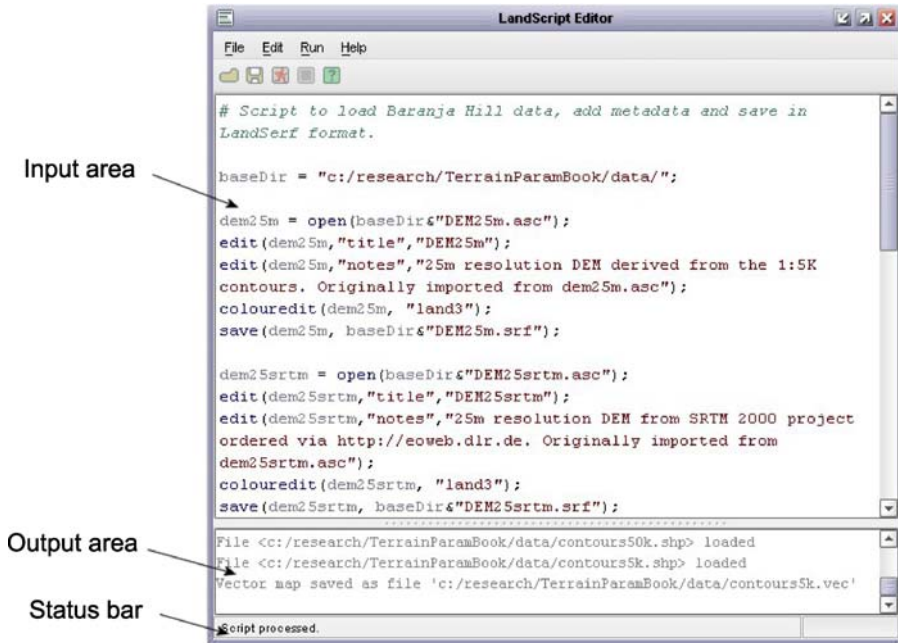 LandScript Editor
File Edit Run Help
# Script to load Baranja Hill data, add metadata and save in
LandSerf format.
Input area
baseDir = "c:/research/TerrainParamBook/data/";
dem25m = open(baseDir&"DEM25m.asc");
edit(dem25m,"title","DEM25m");
edit(dem25m,"notes","25m resolution DEM derived from the 1:5K
contours. Originally imported from dem25m.asc");
colouredit(dem25m, "land3");
save(dem25m, baseDir&"DEM25m.srf");
dem25srtm = open(baseDir&"DEM25srtm.asc");
edit(dem25srtm,"title","DEM25srtm");
edit(dem25srtm,"notes","25m resolution DEM from SRTM 2000 project
ordered via http://eoweb.dlr.de. Originally imported from
dem25srtm.asc");
colouredit(dem25srtm, "land3");
save(dem25srtm, baseDir&"DEM25srtm.srf");
Output area
File <c:/research/TerrainParamBook/data/contours50k.shp> loaded
File <c:/research/TerrainParamBook/data/contours5k.shp> loaded
Vector map saved as file 'c:/research/TerrainParamBook/data/contours5k.vec'
Status bar
Script processed.